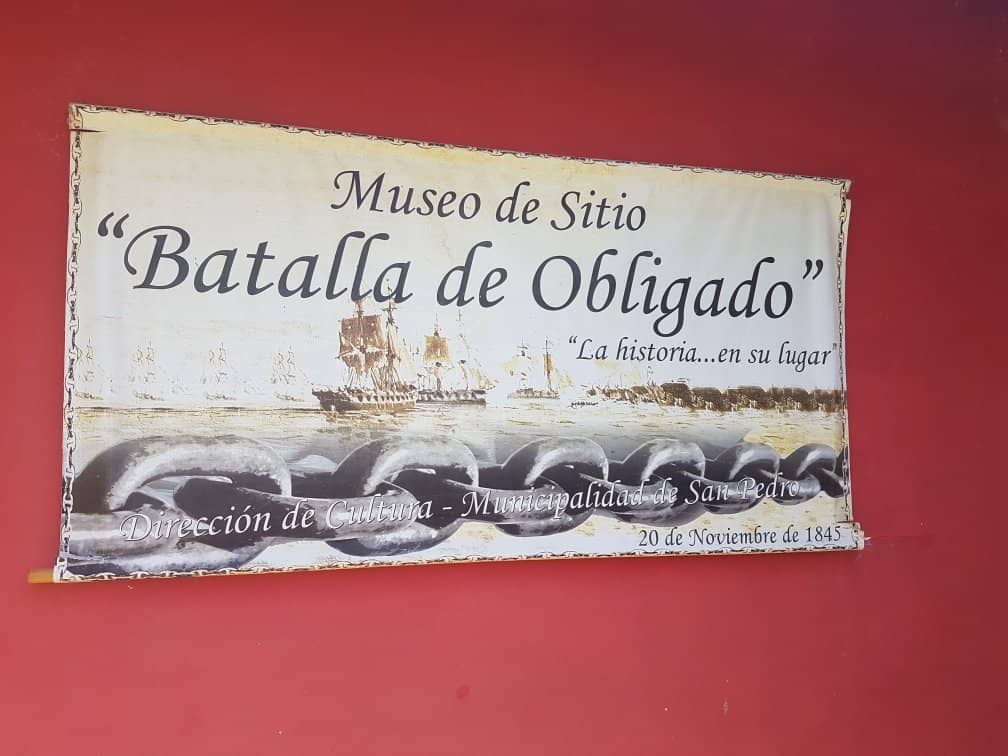 Museo de Sitio
“Batalla de Obligado”
“La historia...en su lugar”
Dirección de Cultura - Municipalidad de San Pedro
20 de Noviembre de 1845